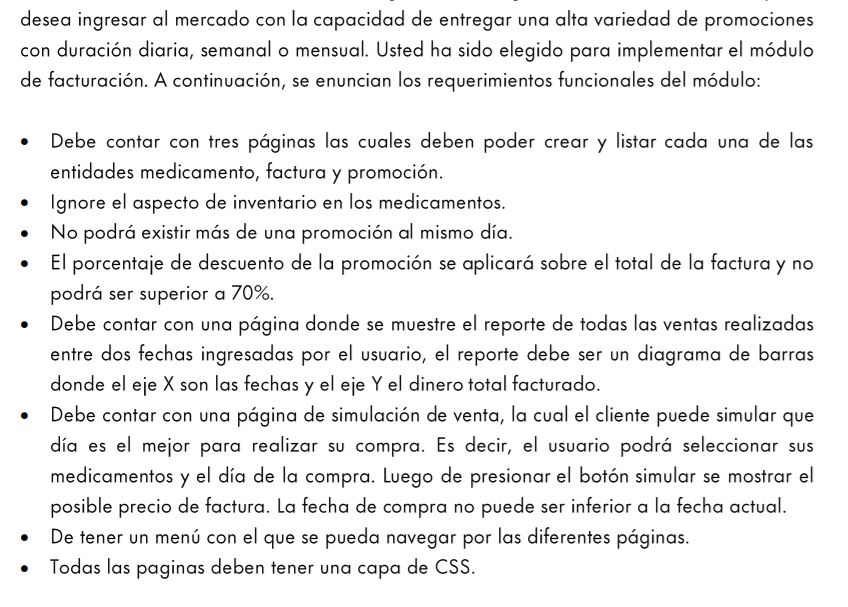 desea ingresar al mercado con la capacidad de entregar una alta variedad de promociones
con duración diaria, semanal o mensual. Usted ha sido elegido para implementar el módulo
de facturación. A continuación, se enuncian los requerimientos funcionales del módulo:
• Debe contar con tres páginas las cuales deben poder crear y listar cada una de las
entidades medicamento, factura y promoción.
• Ignore el aspecto de inventario en los medicamentos.
• No podrá existir más de una promoción al mismo día.
• El porcentaje de descuento de la promoción se aplicará sobre el total de la factura y no
podrá ser superior a 70%.
• Debe contar con una página donde se muestre el reporte de todas las ventas realizadas
entre dos fechas ingresadas por el usuario, el reporte debe ser un diagrama de barras
donde el eje X son las fechas y el eje Y el dinero total facturado.
• Debe contar con una página de simulación de venta, la cual el cliente puede simular que
día es el mejor para realizar su compra. Es decir, el usuario podrá seleccionar sus
medicamentos y el día de la compra. Luego de presionar el botón simular se mostrar el
posible precio de factura. La fecha de compra no puede ser inferior a la fecha actual.
• De tener un menú con el que se pueda navegar por las diferentes páginas.
• Todas las paginas deben tener una capa de CSS.